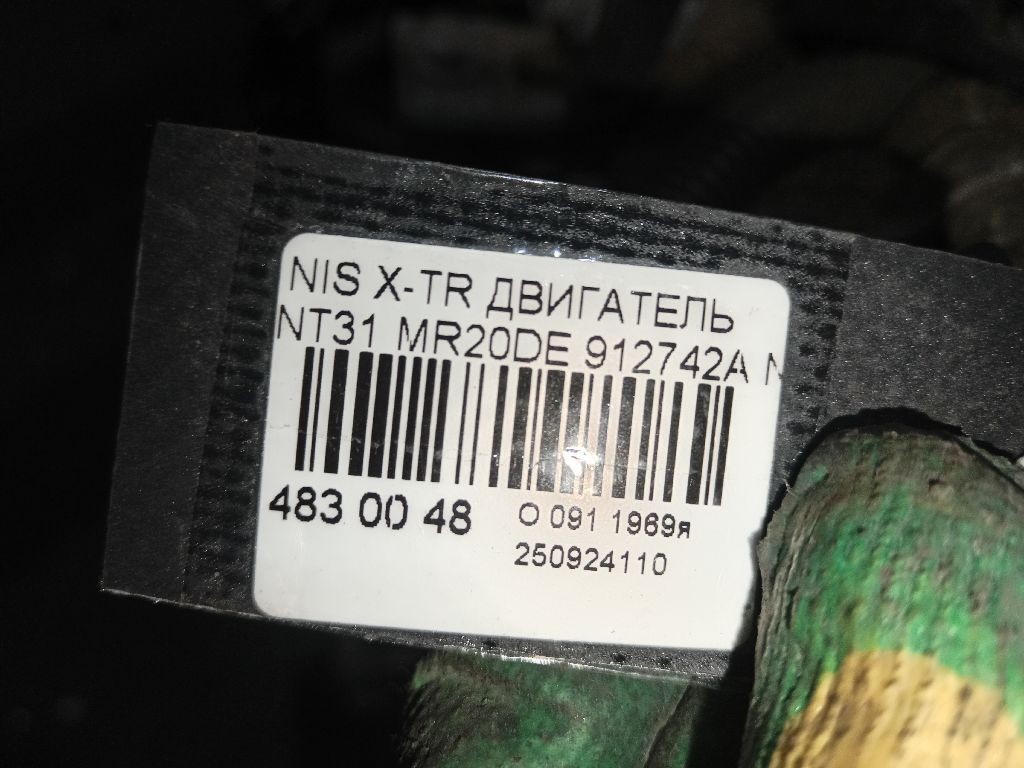 NIS X-TR ДВИГАТЕЛЬ
NT31 MR20DE 912742A
483 00 48
О 091 1969я
250924110